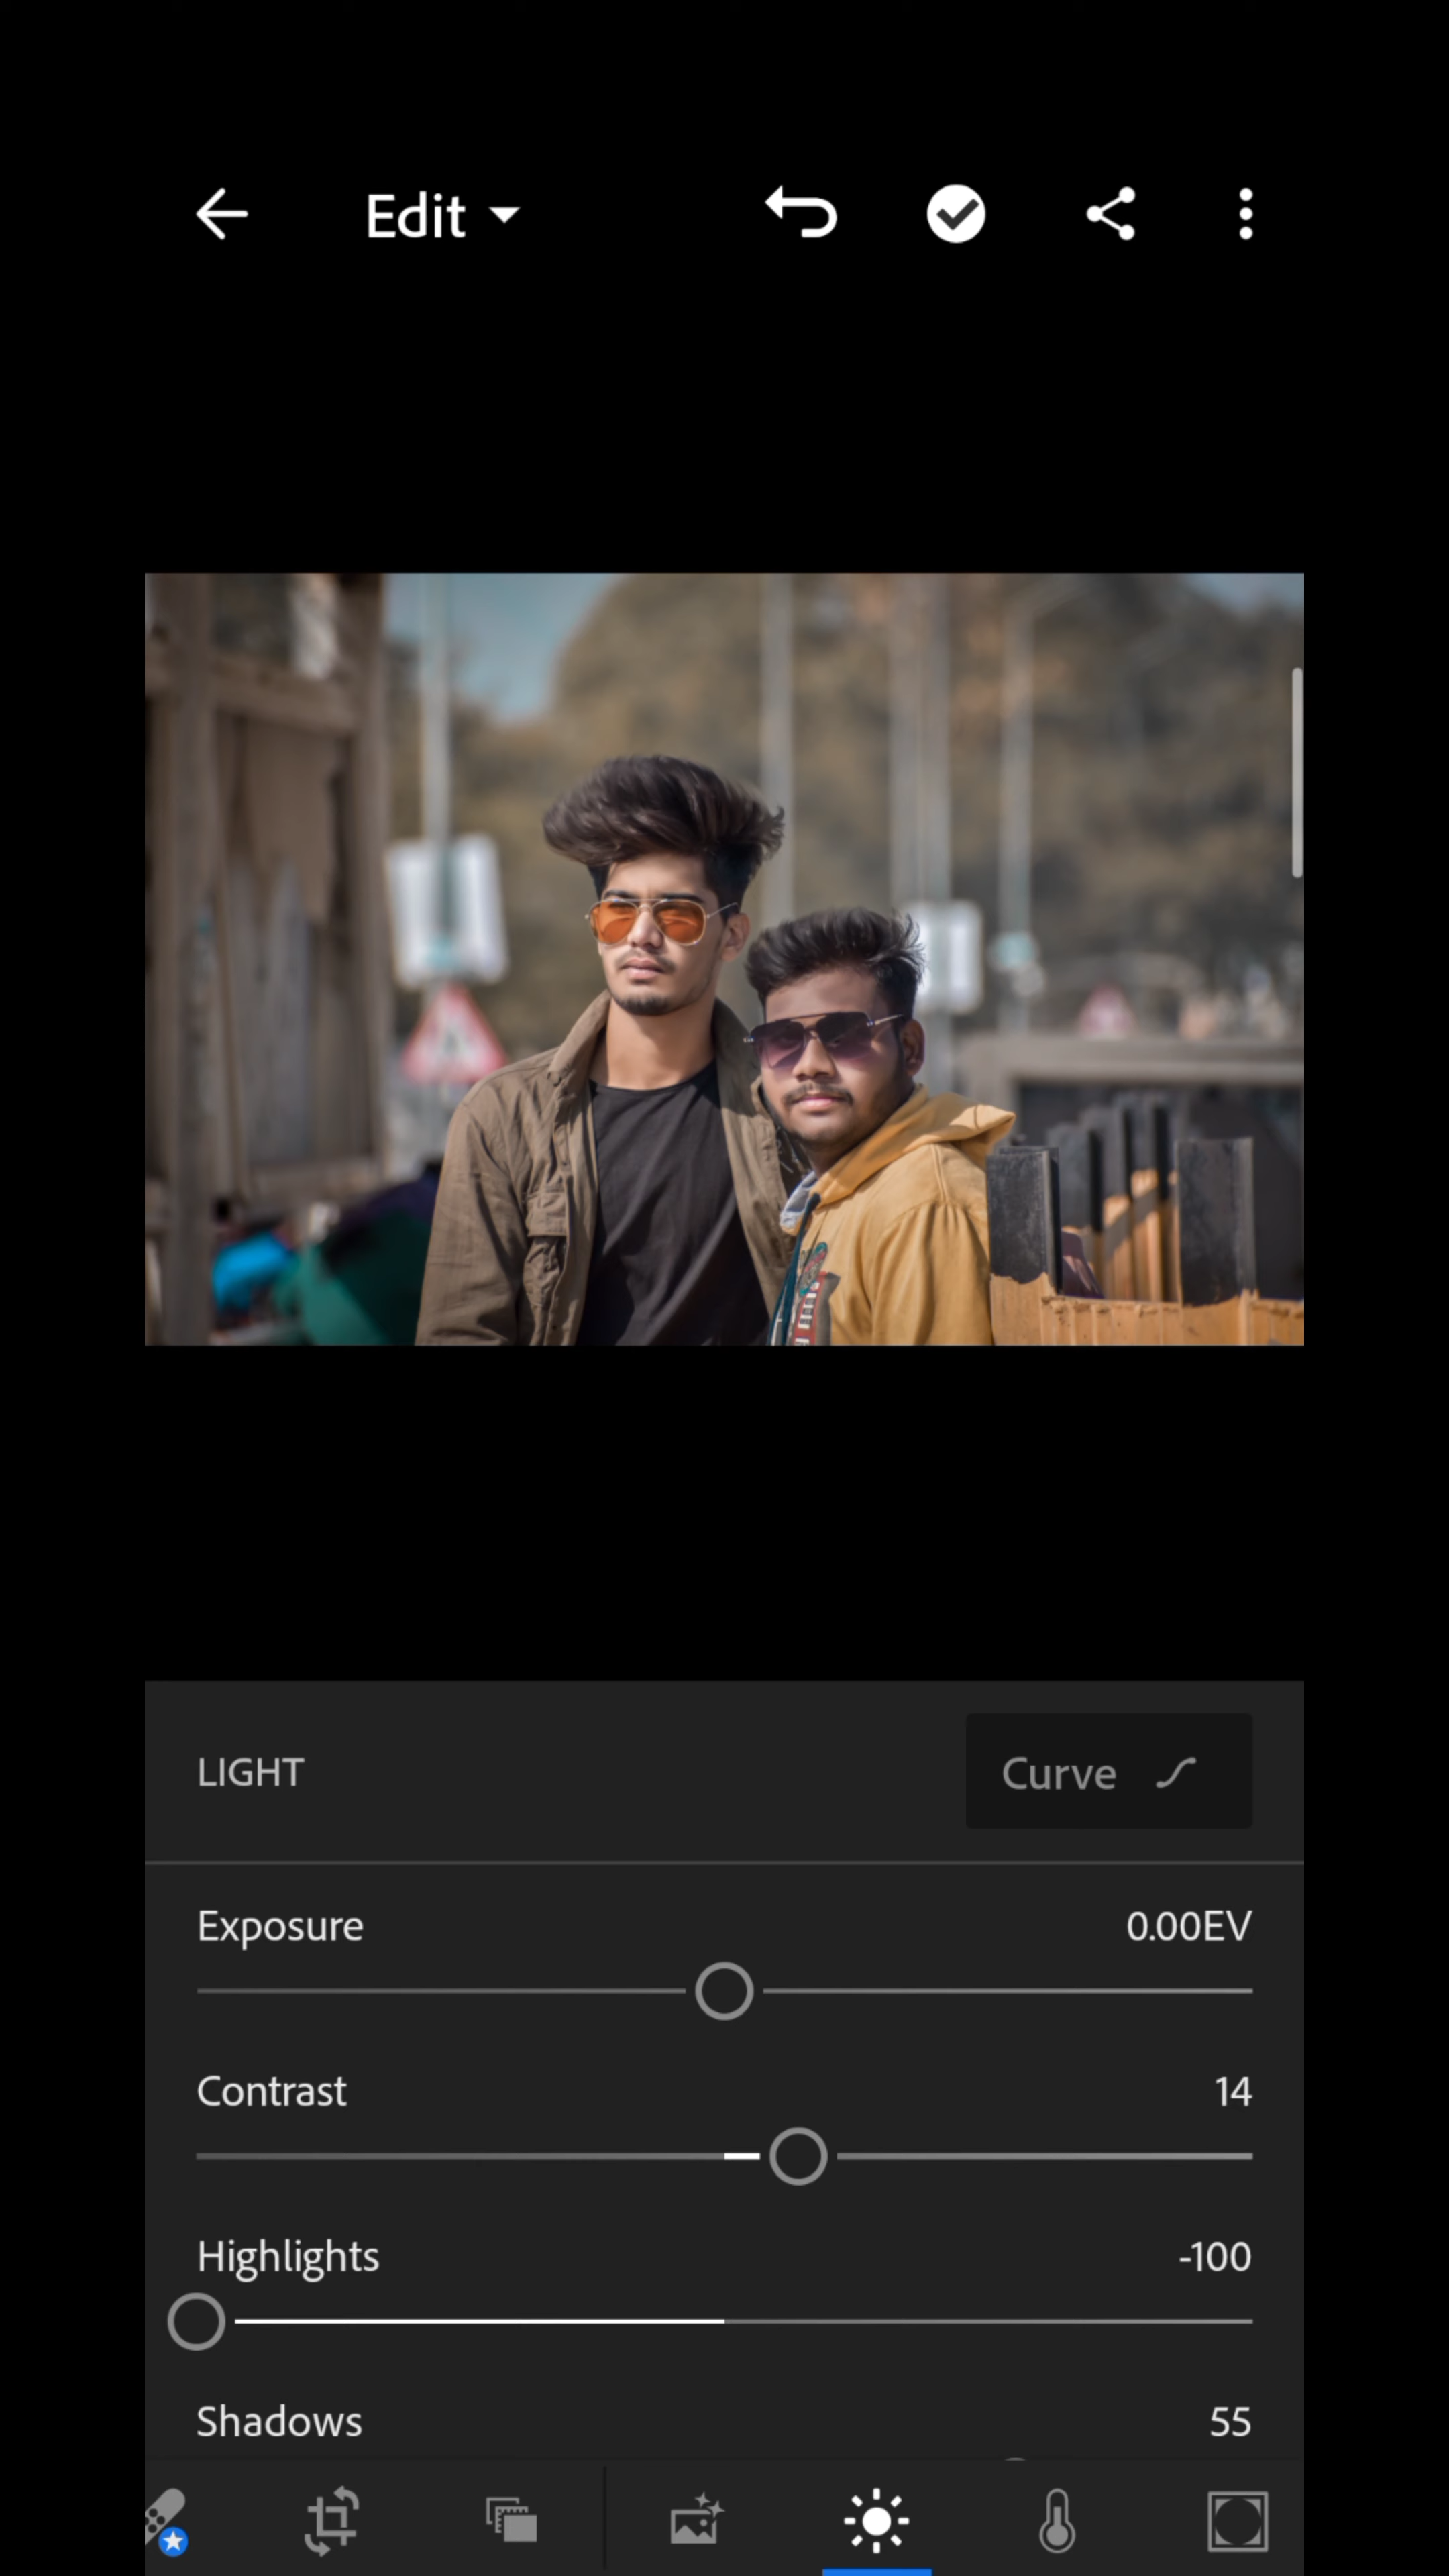 Edit
LIGHT
Curve
Exposure 0.00EV
Contrast 14
Highlights -100
Shadows 55